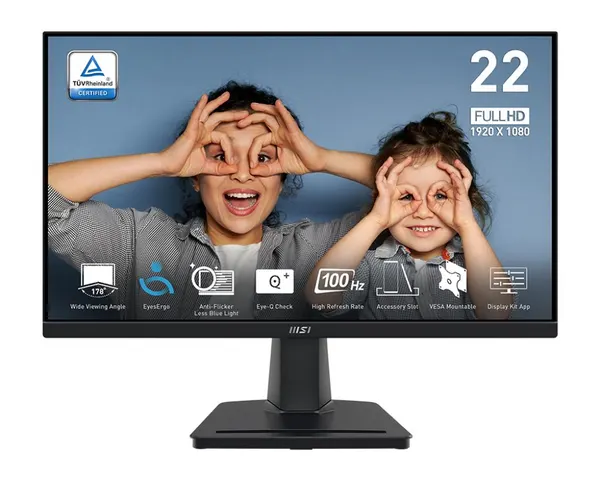 TÜVRheinland
CERTIFIED
22
FULL HD
1920 X 1080
178°
Wide Viewing Angle
EyesErgo
Anti-Flicker
Less Blue Light
Eye-Q Check
100Hz
High Refresh Rate
Accessory Slot
VESA Mountable
Display Kit App
msi